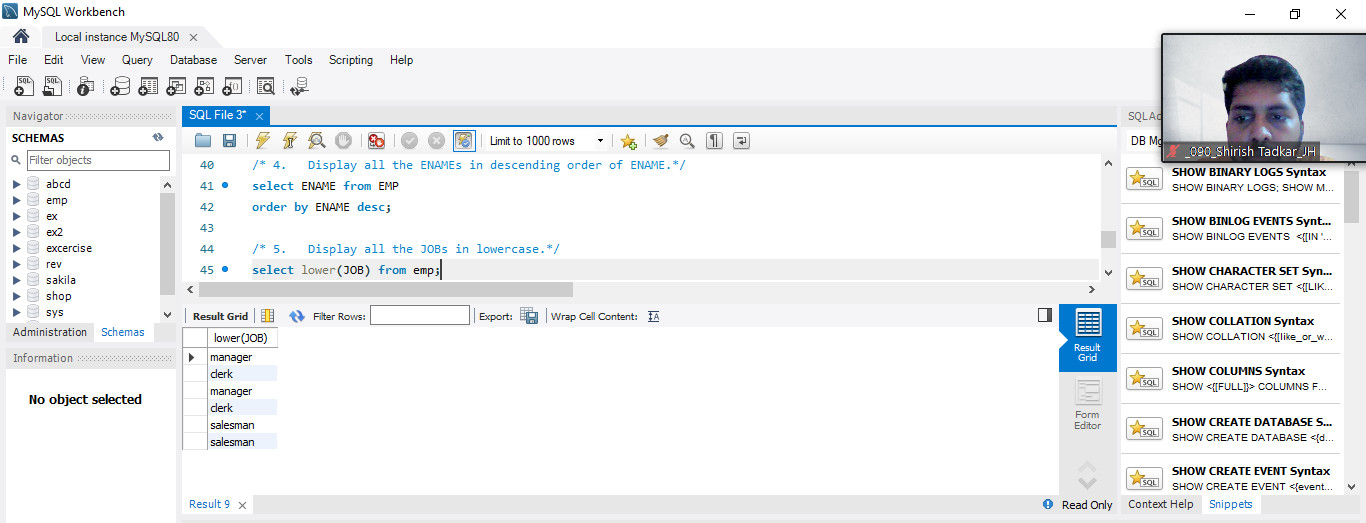 MySQL Workbench
Local instance MySQL80
File Edit View Query Database Server Tools Scripting Help
Navigator
SCHEMAS
Filter objects
abcd
emp
ex
ex2
excercise
rev
sakila
shop
sys
Administration Schemas
Information
No object selected
SQL File 3*
Limit to 1000 rows
40 /* 4. Display all the ENAMEs in descending order of ENAME.*/
41 select ENAME from EMP
42 order by ENAME desc;
43
44 /* 5. Display all the JOBs in lowercase.*/
45 select lower(JOB) from emp;
Result Grid Filter Rows: Export: Wrap Cell Content:
lower(JOB)
manager
clerk
manager
clerk
salesman
salesman
Result Grid
Form Editor
Result 9
Read Only
_090_Shirish Tadkar_JH
SQL Ad
DB Mg
SHOW BINARY LOGS Syntax
SHOW BINARY LOGS; SHOW M...
SHOW BINLOG EVENTS Synt...
SHOW BINLOG EVENTS <{[IN '...
SHOW CHARACTER SET Syn...
SHOW CHARACTER SET <{[LIK...
SHOW COLLATION Syntax
SHOW COLLATION <{[like_or_w...
SHOW COLUMNS Syntax
SHOW <{[FULL]}> COLUMNS F...
SHOW CREATE DATABASE S...
SHOW CREATE DATABASE <{d...
SHOW CREATE EVENT Syntax
SHOW CREATE EVENT <{event...
Context Help Snippets